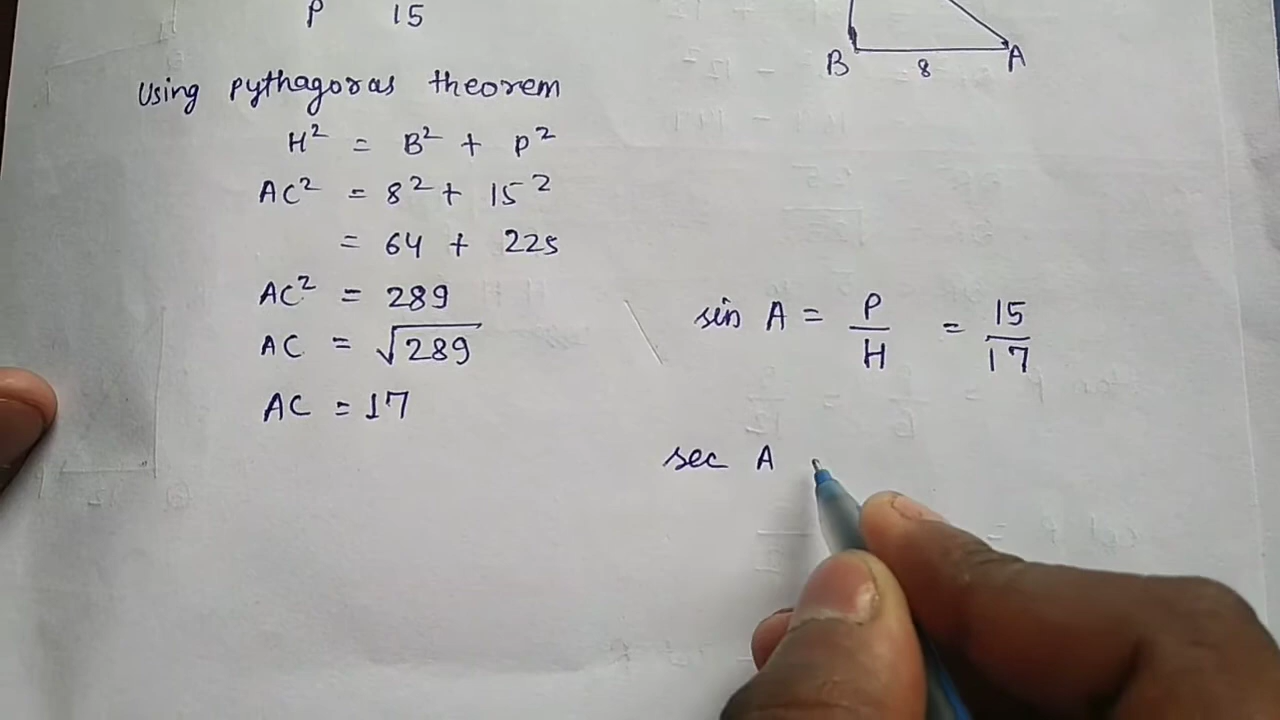 P 15
B 8 A
Using pythagoras theorem
H² = B² + P²
AC² = 8² + 15²
= 64 + 225
AC² = 289
AC = √289
AC = 17
sin A = P/H = 15/17
sec A